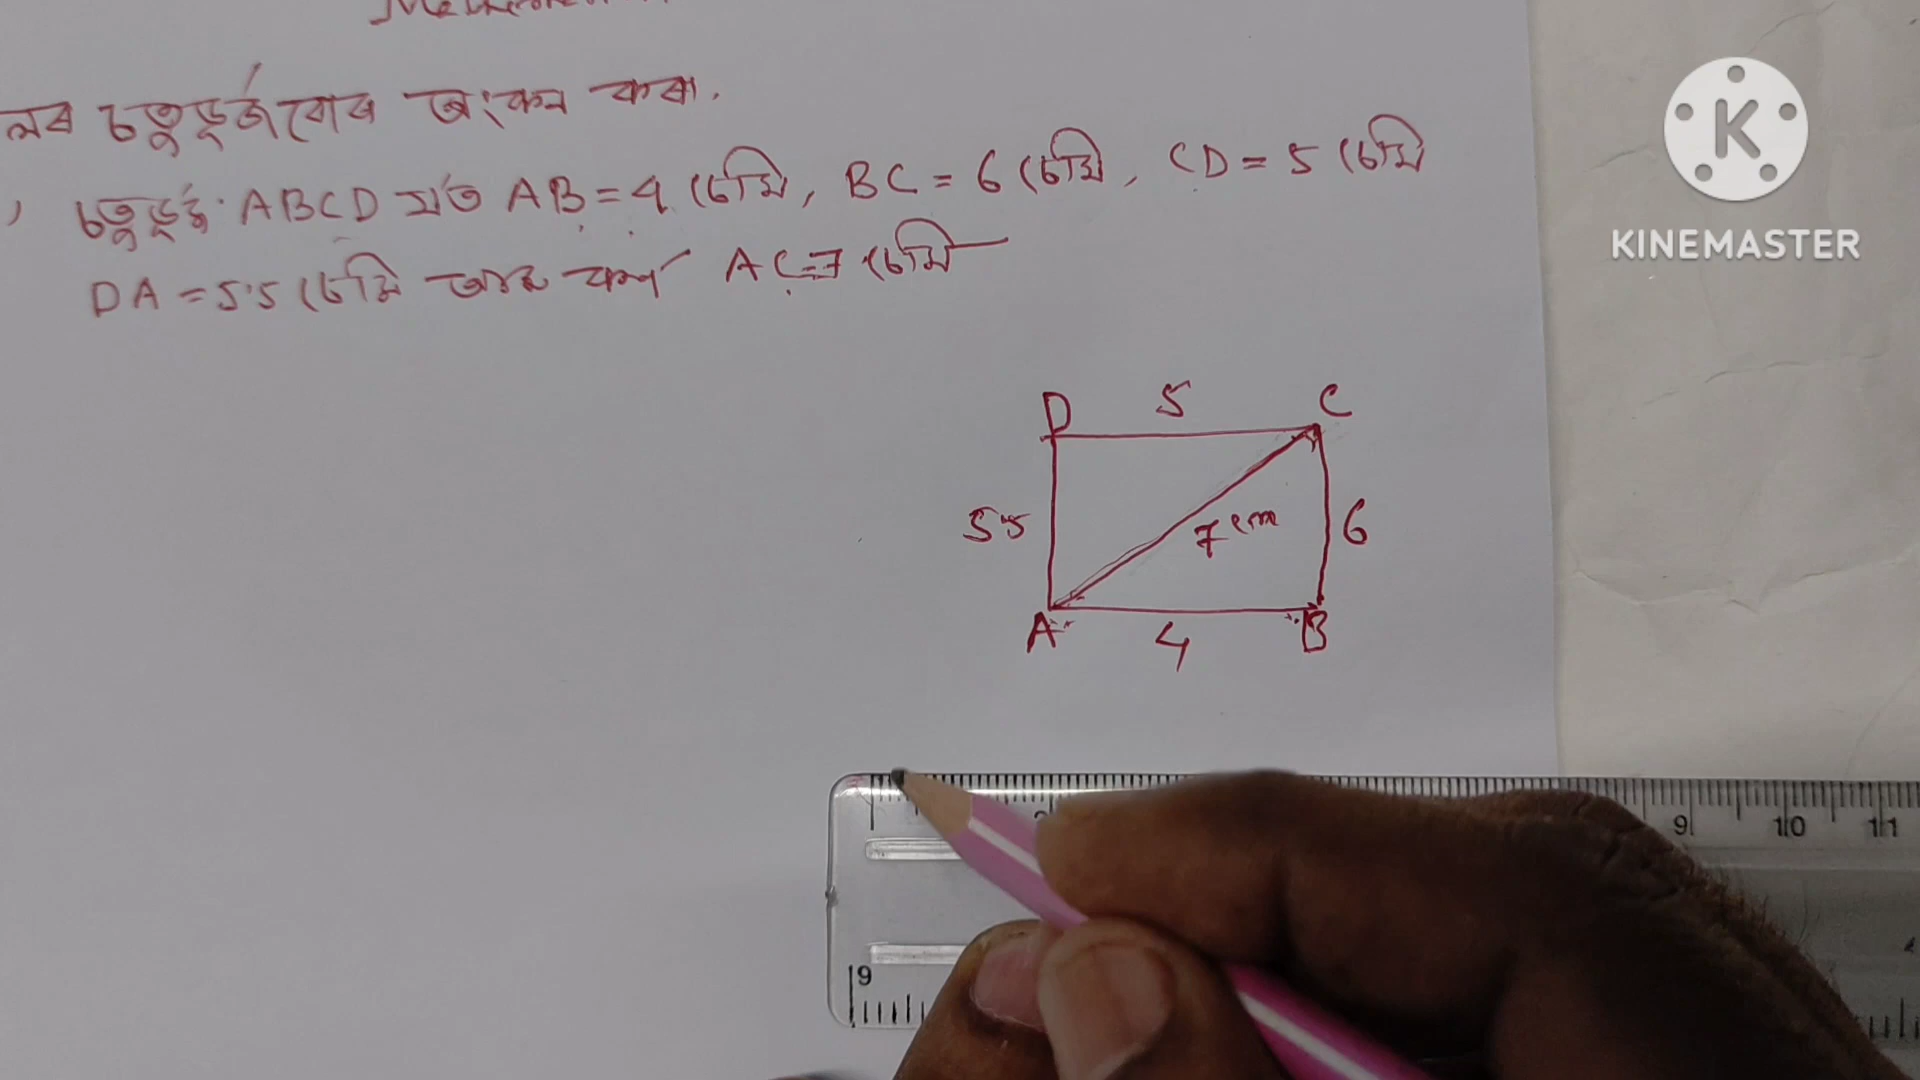 লৰ চতুৰ্ভুজবোৰ অংকন কৰা.
চতুৰ্ভুজ ABCD য'ত AB = 4 চেমি, BC = 6 চেমি, CD = 5 চেমি
DA = 5.5 চেমি আৰু কৰ্ণ AC = 7 চেমি
KINEMASTER
D 5 C
5.5 7 cm 6
A 4 B
9 10 11
9